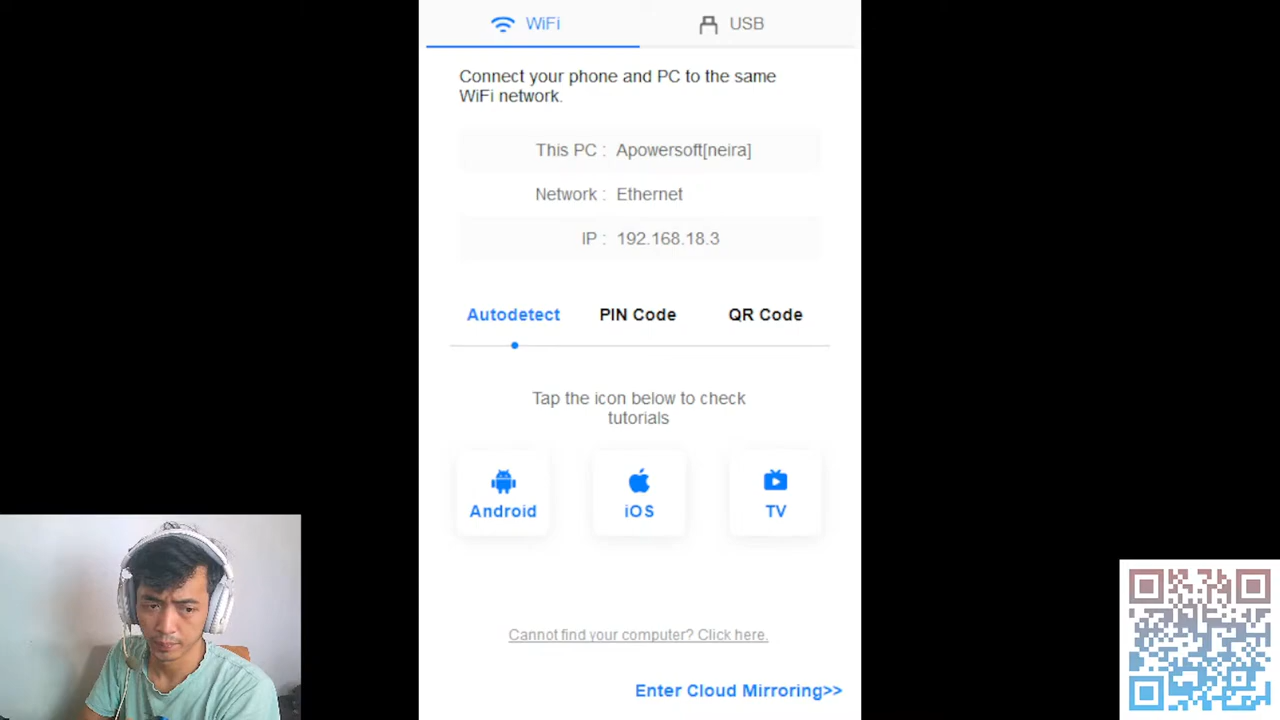 WiFi
USB
Connect your phone and PC to the same
WiFi network.
This PC : Apowersoft[neira]
Network : Ethernet
IP : 192.168.18.3
Autodetect
PIN Code
QR Code
Tap the icon below to check
tutorials
Android
iOS
TV
Cannot find your computer? Click here.
Enter Cloud Mirroring>>